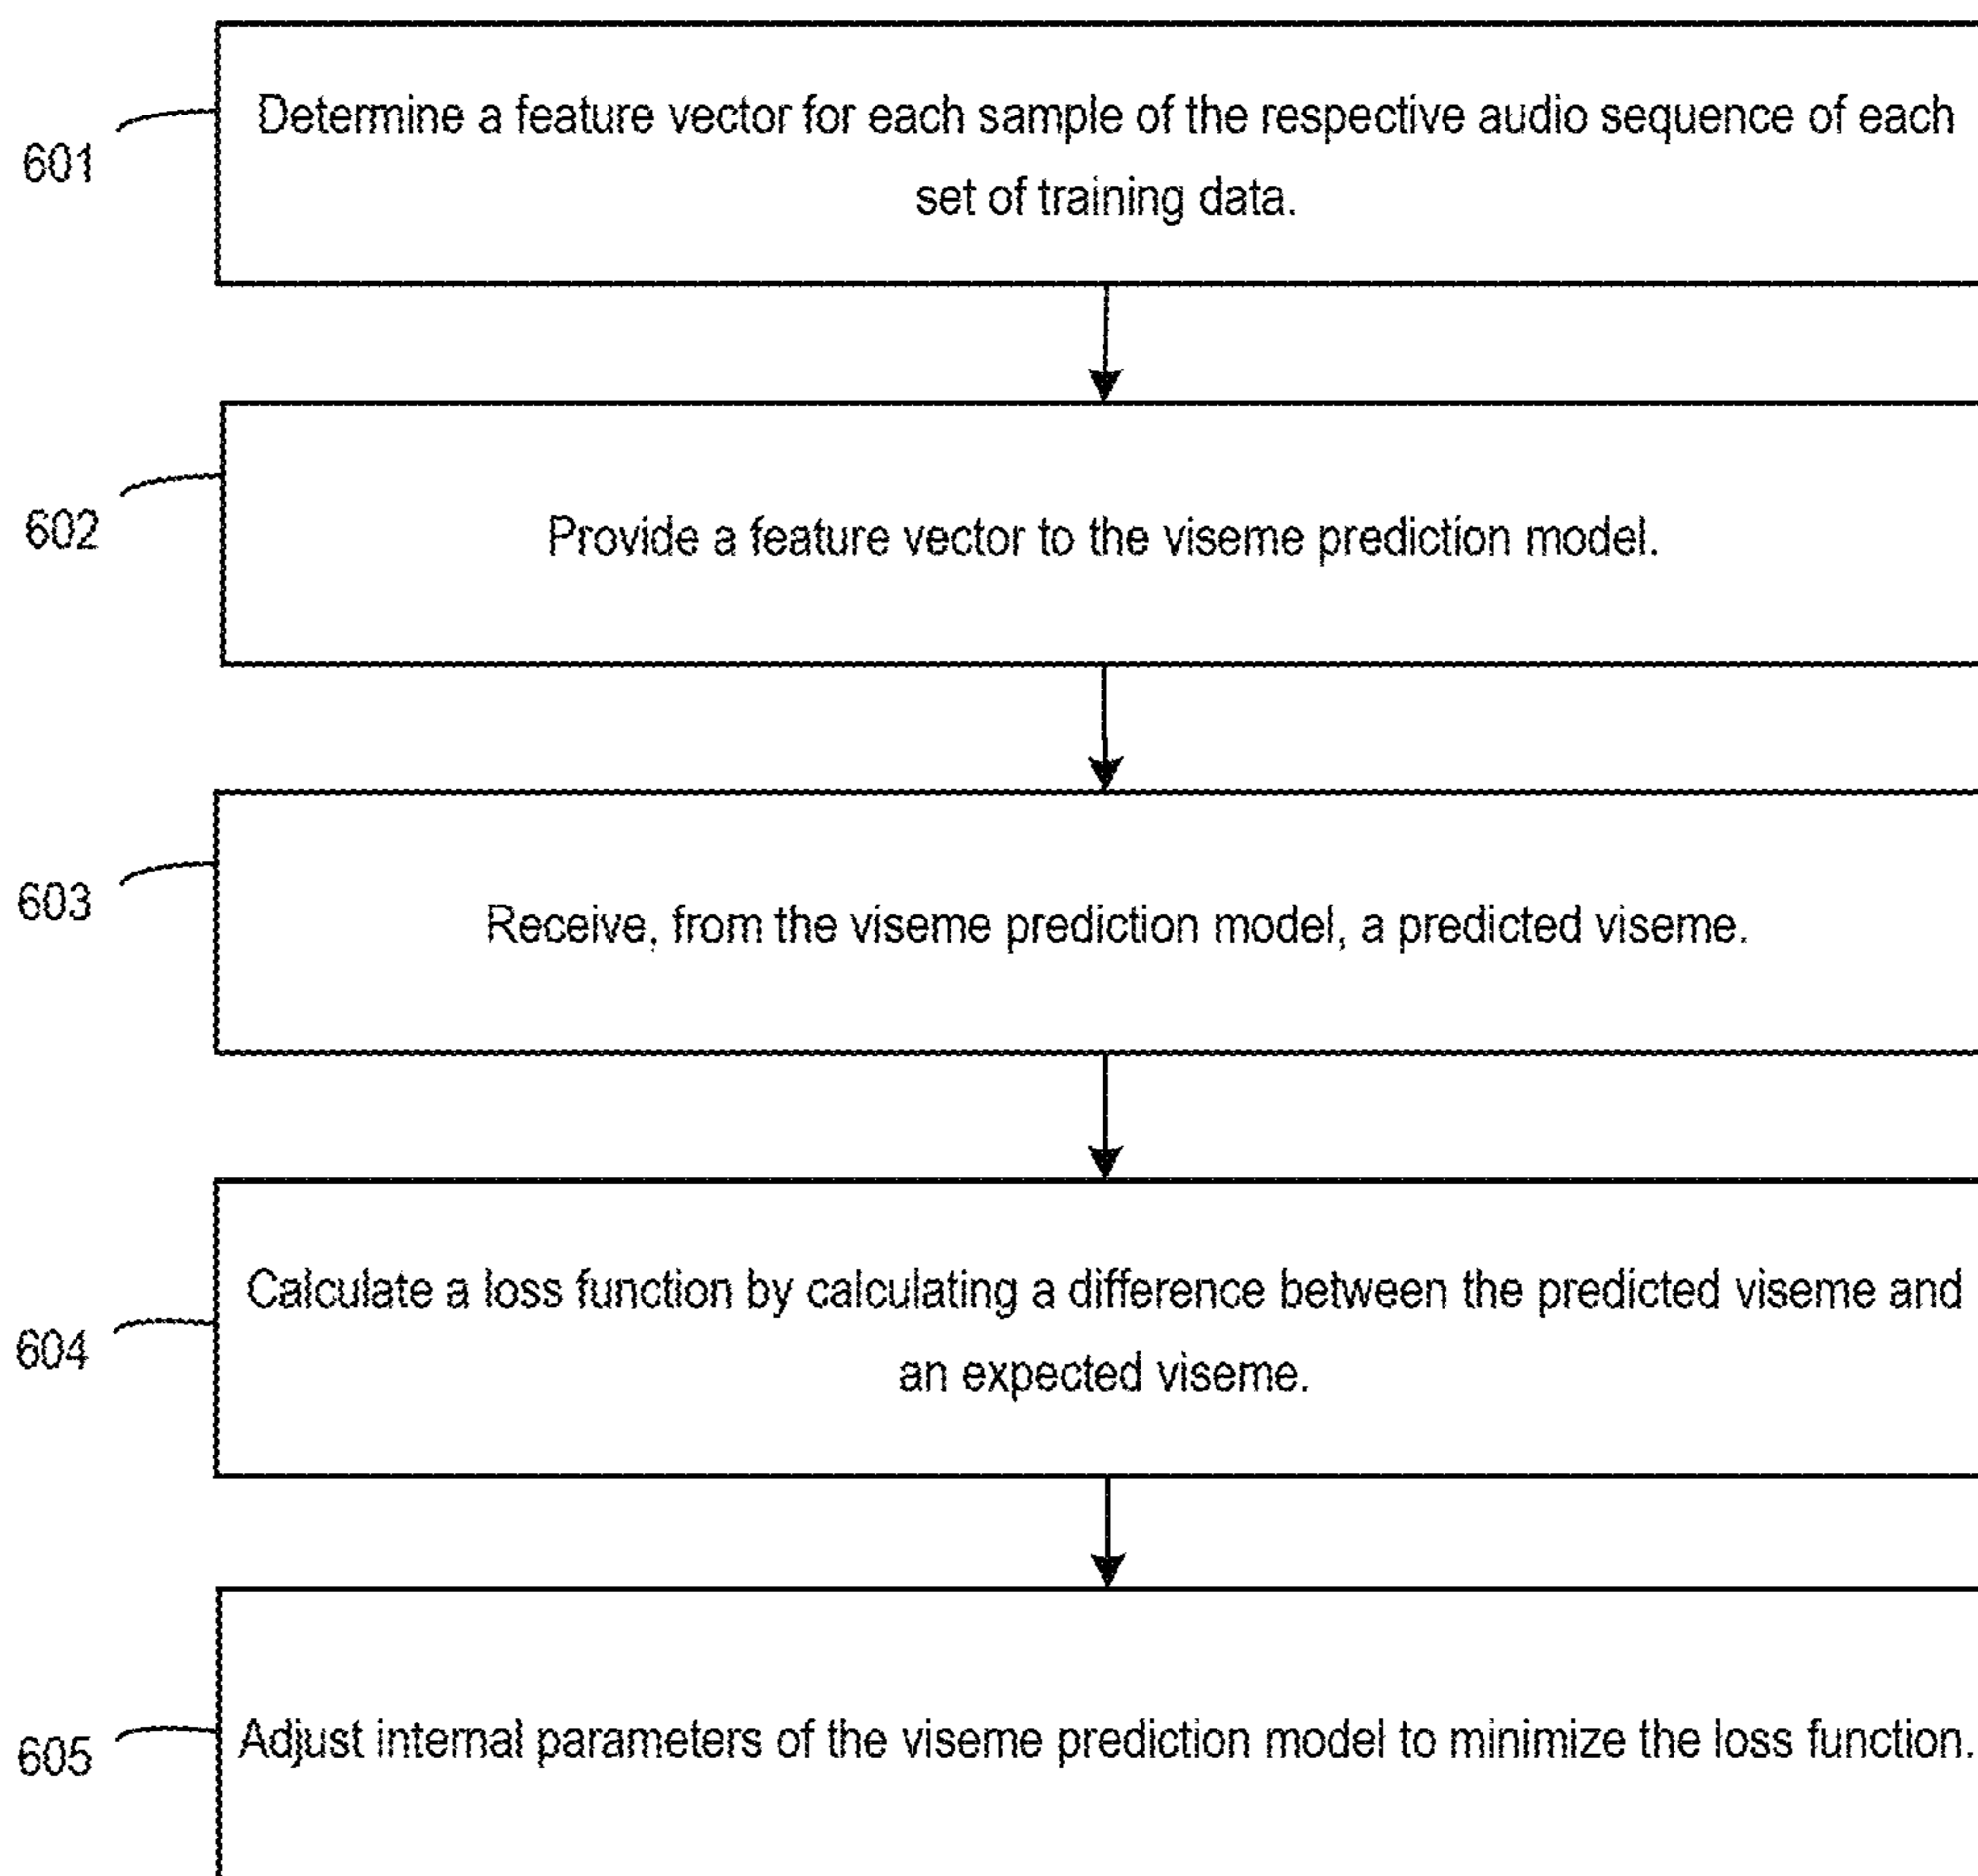 601
Determine a feature vector for each sample of the respective audio sequence of each
set of training data.
602
Provide a feature vector to the viseme prediction model.
603
Receive, from the viseme prediction model, a predicted viseme.
604
Calculate a loss function by calculating a difference between the predicted viseme and
an expected viseme.
605
Adjust internal parameters of the viseme prediction model to minimize the loss function.